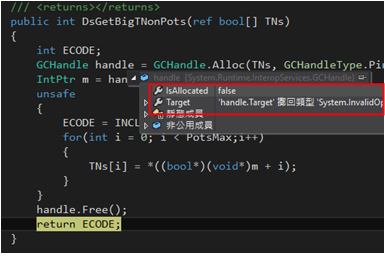 /// <returns></returns>
public int DsGetBigTNonPots(ref bool[] TNs)
{
int ECODE;
GCHandle handle = GCHandle.Alloc(TNs, GCHandleType.Pi
IntPtr m = han
handle {System.Runtime.InteropServices.GCHandle}
IsAllocated false
unsafe
Target 'handle.Target' 擲回類型 'System.InvalidOp
{
靜態成員
ECODE = INCL
非公用成員
for(int i = 0; i < PotsMax;i++)
{
TNs[i] = *((bool*)(void*)m + i);
}
}
handle.Free();
return ECODE;
}